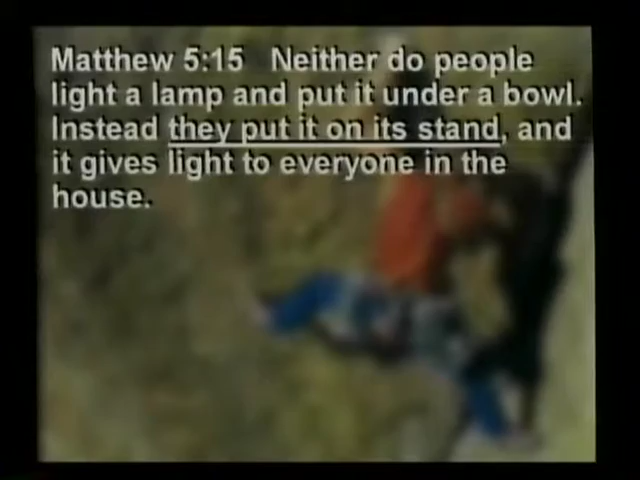 Matthew 5:15 Neither do people
light a lamp and put it under a bowl.
Instead they put it on its stand, and
it gives light to everyone in the
house.